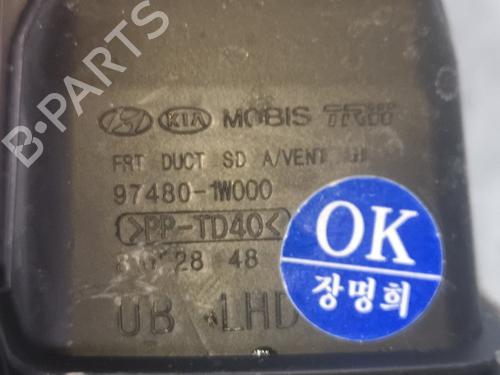 B-PARTS
KIA MOBIS TRW
FRT DUCT SD A/VENT
97480-1W000
>PP-TD40<
28 48
UB LHD
OK
장명희